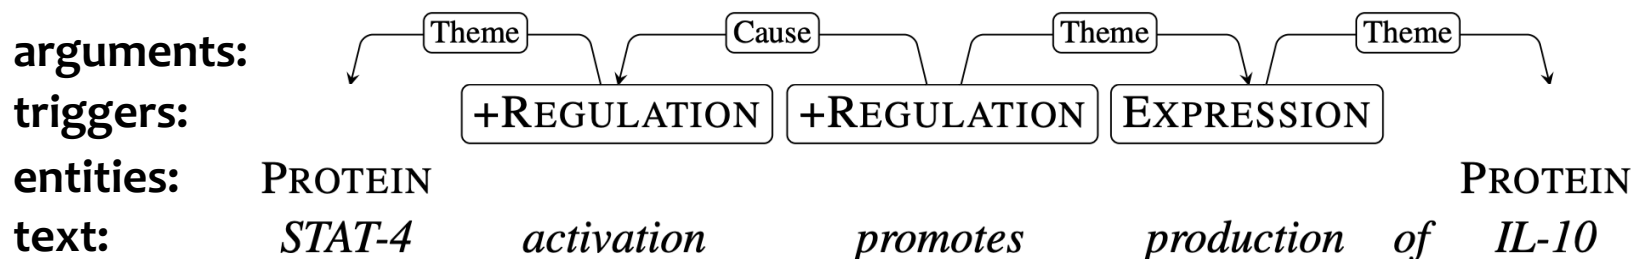 arguments: Theme Cause Theme Theme
triggers: +REGULATION +REGULATION EXPRESSION
entities: PROTEIN PROTEIN
text: STAT-4 activation promotes production of IL-10